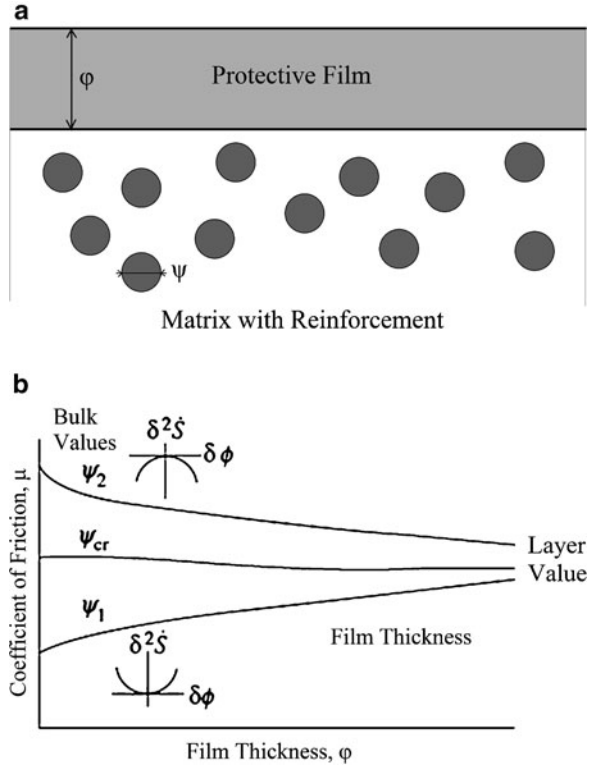 a
Protective Film
φ
ψ
Matrix with Reinforcement
b
Bulk
Values
δ²Ṡ
δϕ
ψ₂
ψcr
Layer
Value
ψ₁
Film Thickness
δ²Ṡ
δϕ
Coefficient of Friction, μ
Film Thickness, φ